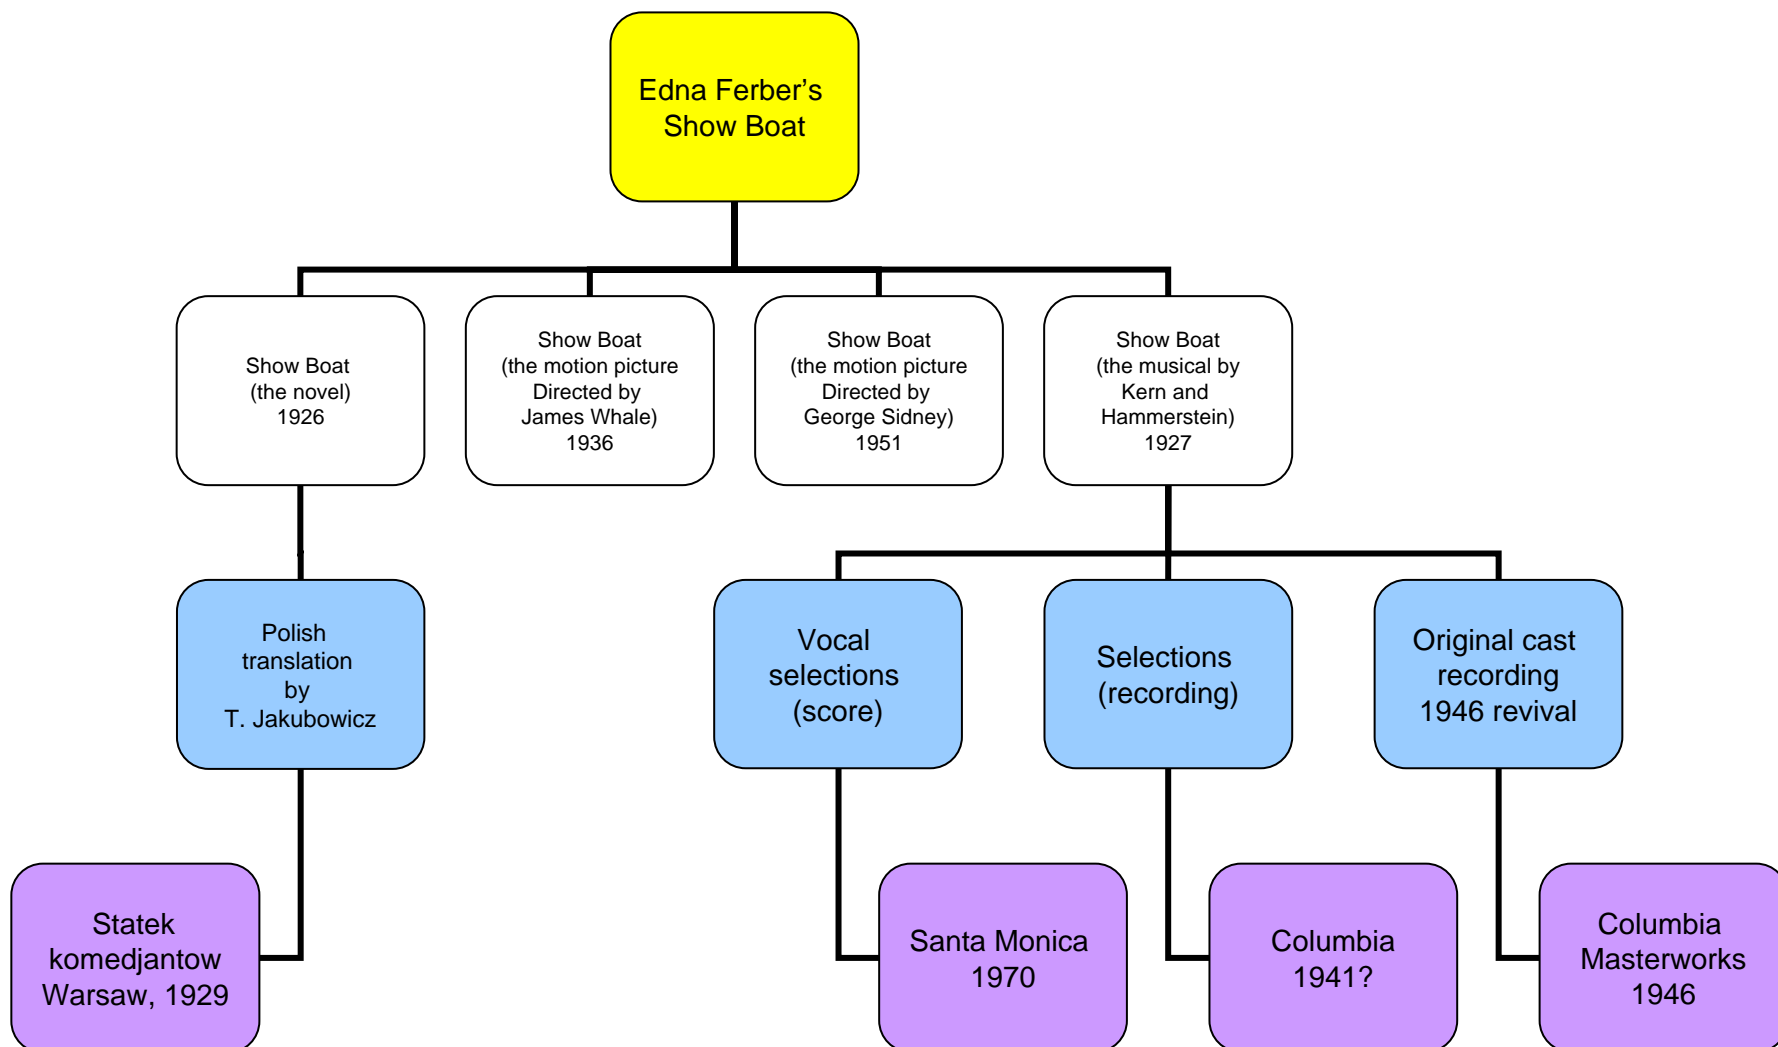 Edna Ferber’s
Show Boat
Show Boat
(the novel)
1926
Show Boat
(the motion picture
Directed by
James Whale)
1936
Show Boat
(the motion picture
Directed by
George Sidney)
1951
Show Boat
(the musical by
Kern and
Hammerstein)
1927
Polish
translation
by
T. Jakubowicz
Vocal
selections
(score)
Selections
(recording)
Original cast
recording
1946 revival
Statek
komedjantow
Warsaw, 1929
Santa Monica
1970
Columbia
1941?
Columbia
Masterworks
1946